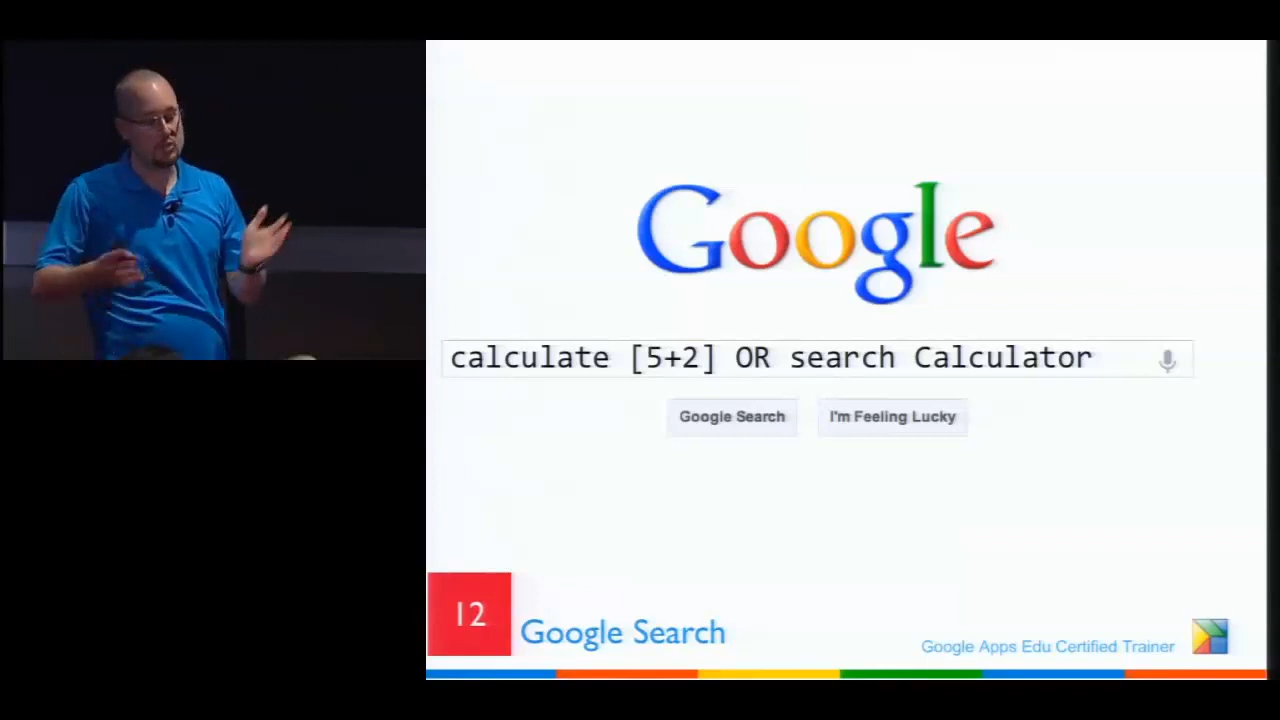 Google
calculate [5+2] OR search Calculator
Google Search
I'm Feeling Lucky
12
Google Search
Google Apps Edu Certified Trainer